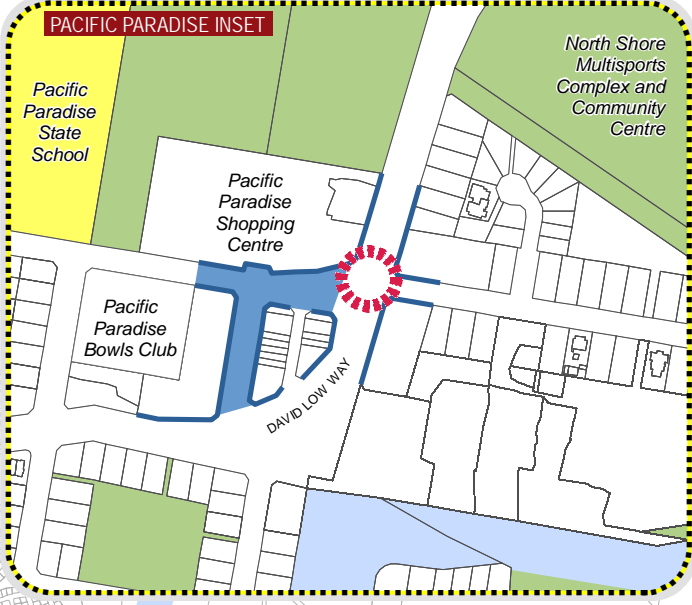 PACIFIC PARADISE INSET
North Shore
Multisports
Complex and
Community
Centre
Pacific
Paradise
State
School
Pacific
Paradise
Shopping
Centre
Pacific
Paradise
Bowls Club
DAVID LOW WAY